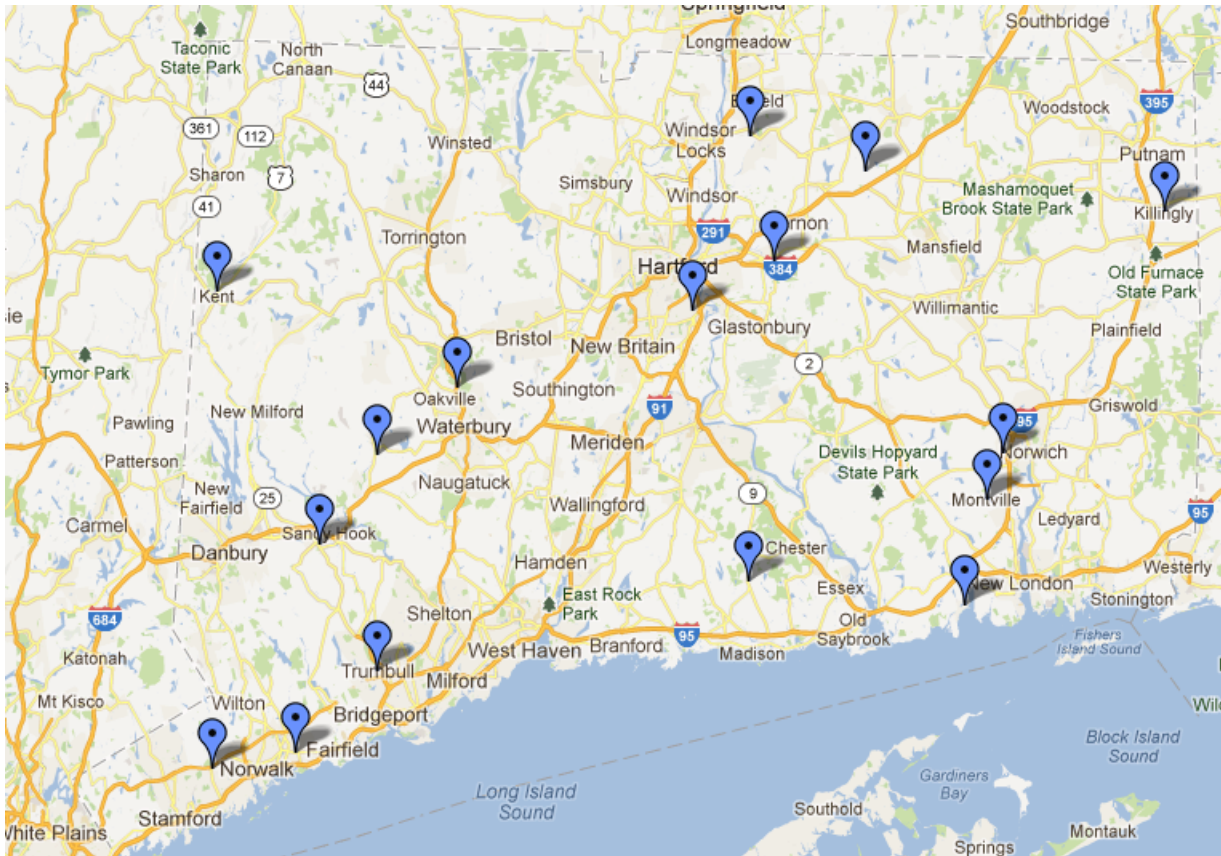 Springfield
Taconic
State Park
North
Canaan
Longmeadow
Southbridge
44
361
112
Winsted
Windsor
Locks
Woodstock
395
Putnam
Sharon
7
Simsbury
Windsor
Mashamoquet
Brook State Park
Killingly
41
Torrington
291
Mansfield
Hartford
384
Old Furnace
State Park
Kent
Willimantic
Glastonbury
Plainfield
Bristol
New Britain
2
Tymor Park
Oakville
Southington
New Milford
91
95
Griswold
Pawling
Waterbury
Meriden
Norwich
Patterson
Devils Hopyard
State Park
Naugatuck
New
Fairfield
25
9
Montville
Wallingford
95
Carmel
Sandy Hook
Ledyard
Danbury
Chester
Hamden
Westerly
Essex
New London
East Rock
Park
Stonington
684
Shelton
Old
Saybrook
95
West Haven
Branford
Madison
Fishers
Island Sound
Katonah
Trumbull
Milford
Mt Kisco
Wilton
Bridgeport
Block Island
Sound
Fairfield
Norwalk
Gardiners
Bay
Long Island
Sound
Stamford
Southold
White Plains
Montauk
Springs